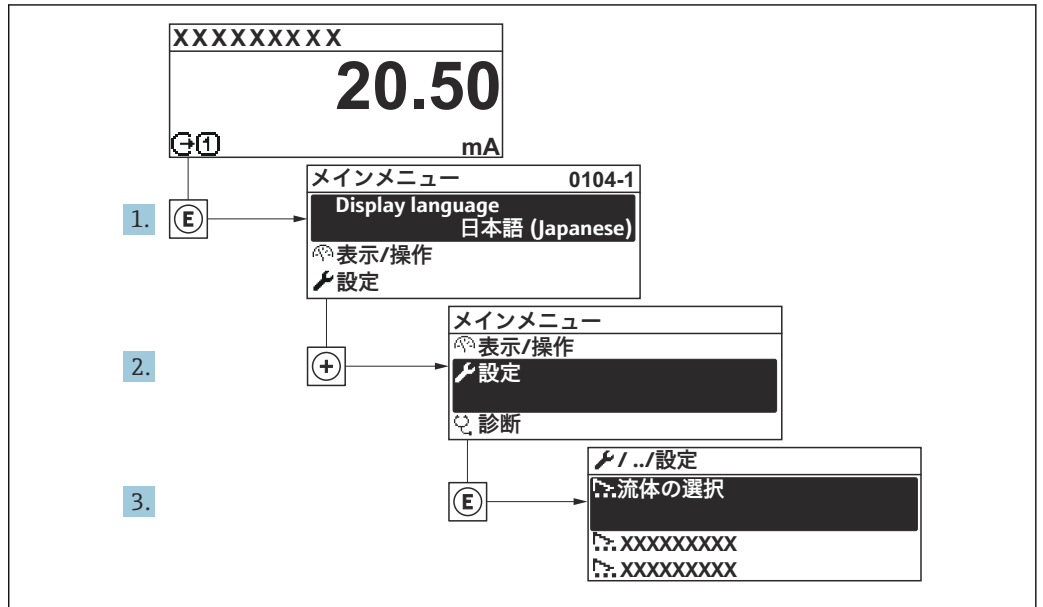 XXXXXXXXX
20.50
1
mA
1.
E
メインメニュー 0104-1
Display language
日本語 (Japanese)
表示/操作
設定
2.
+
メインメニュー
表示/操作
設定
診断
3.
E
/ ../設定
流体の選択
XXXXXXXXX
XXXXXXXXX